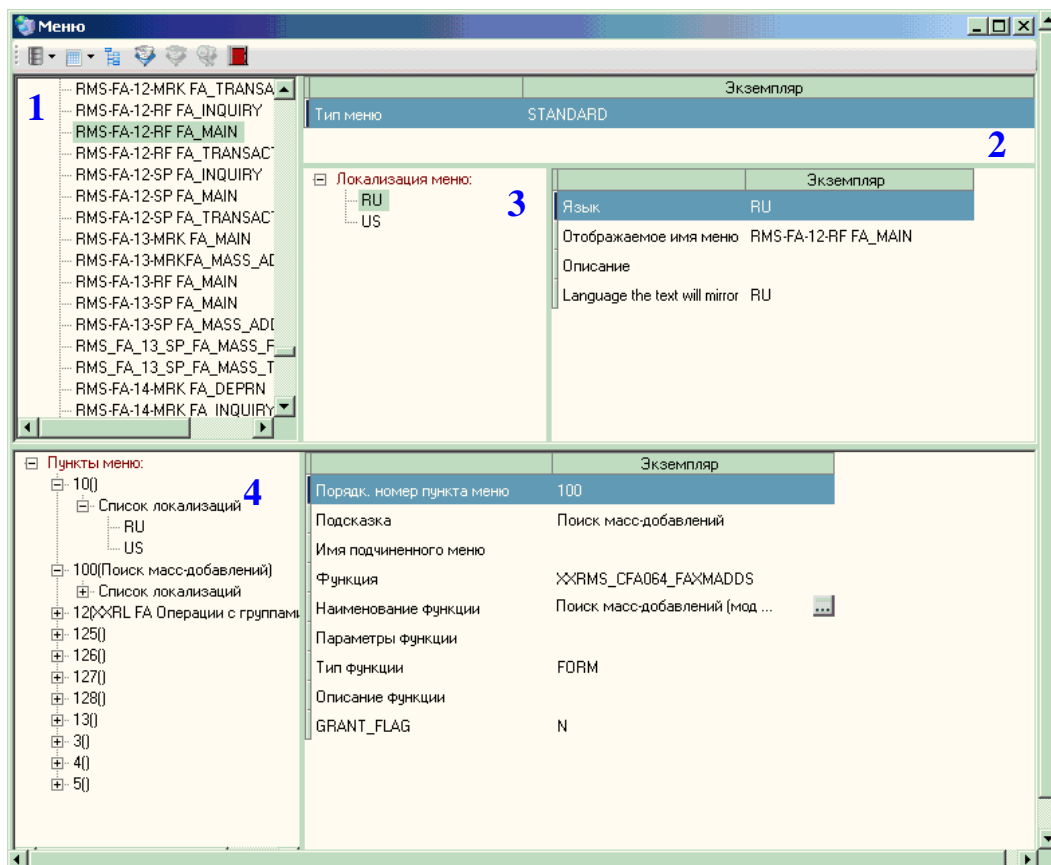 Меню
1
RMS-FA-12-MRK FA_TRANSA
RMS-FA-12-RF FA_INQUIRY
RMS-FA-12-RF FA_MAIN
RMS-FA-12-RF FA_TRANSACT
RMS-FA-12-SP FA_INQUIRY
RMS-FA-12-SP FA_MAIN
RMS-FA-12-SP FA_TRANSACT
RMS-FA-13-MRK FA_MAIN
RMS-FA-13-MRKFA_MASS_AD
RMS-FA-13-RF FA_MAIN
RMS-FA-13-SP FA_MAIN
RMS-FA-13-SP FA_MASS_ADD
RMS_FA_13_SP_FA_MASS_F
RMS_FA_13_SP_FA_MASS_T
RMS-FA-14-MRK FA_DEPRN
RMS-FA-14-MRK FA_INQUIRY
Экземпляр
Тип меню STANDARD
2
Локализация меню:
RU
US
3
Экземпляр
Язык RU
Отображаемое имя меню RMS-FA-12-RF FA_MAIN
Описание
Language the text will mirror RU
Пункты меню:
10()
Список локализаций
RU
US
100(Поиск масс-добавлений)
Список локализаций
12(XXRL FA Операции с группами
125()
126()
127()
128()
13()
3()
4()
5()
4
Экземпляр
Порядк. номер пункта меню 100
Подсказка Поиск масс-добавлений
Имя подчиненного меню
Функция XXRMS_CFA064_FAXMADDS
Наименование функции Поиск масс-добавлений (мод ... ...
Параметры функции
Тип функции FORM
Описание функции
GRANT_FLAG N